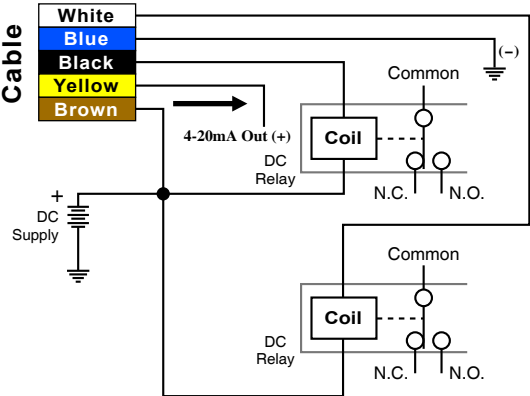 Cable
White
Blue
Black
Yellow
Brown
(−)
4-20mA Out (+)
Common
Coil
DC
Relay
N.C.
N.O.
+
DC
Supply
Common
Coil
DC
Relay
N.C.
N.O.